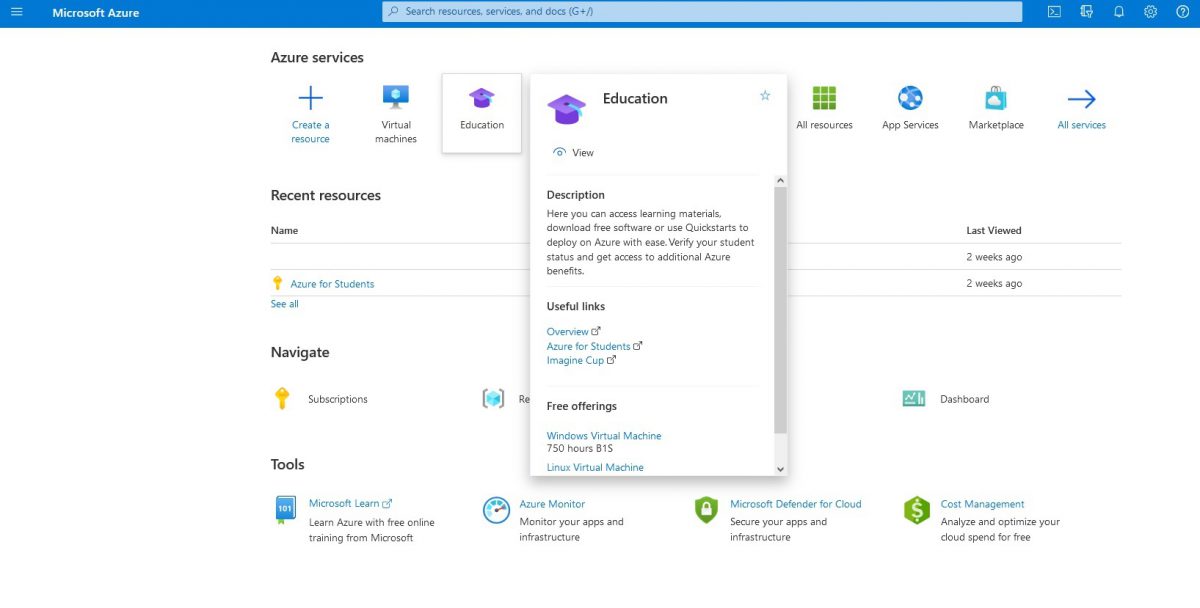 Microsoft Azure
Search resources, services, and docs (G+/)
Azure services
Create a
resource
Virtual
machines
Education
Education
View
All resources
App Services
Marketplace
All services
Description
Here you can access learning materials,
download free software or use Quickstarts to
deploy on Azure with ease. Verify your student
status and get access to additional Azure
benefits.
Useful links
Overview
Azure for Students
Imagine Cup
Free offerings
Windows Virtual Machine
750 hours B1S
Linux Virtual Machine
Recent resources
Name
Last Viewed
2 weeks ago
Azure for Students
2 weeks ago
See all
Navigate
Subscriptions
Re
Dashboard
Tools
101
Microsoft Learn
Learn Azure with free online
training from Microsoft
Azure Monitor
Monitor your apps and
infrastructure
Microsoft Defender for Cloud
Secure your apps and
infrastructure
Cost Management
Analyze and optimize your
cloud spend for free